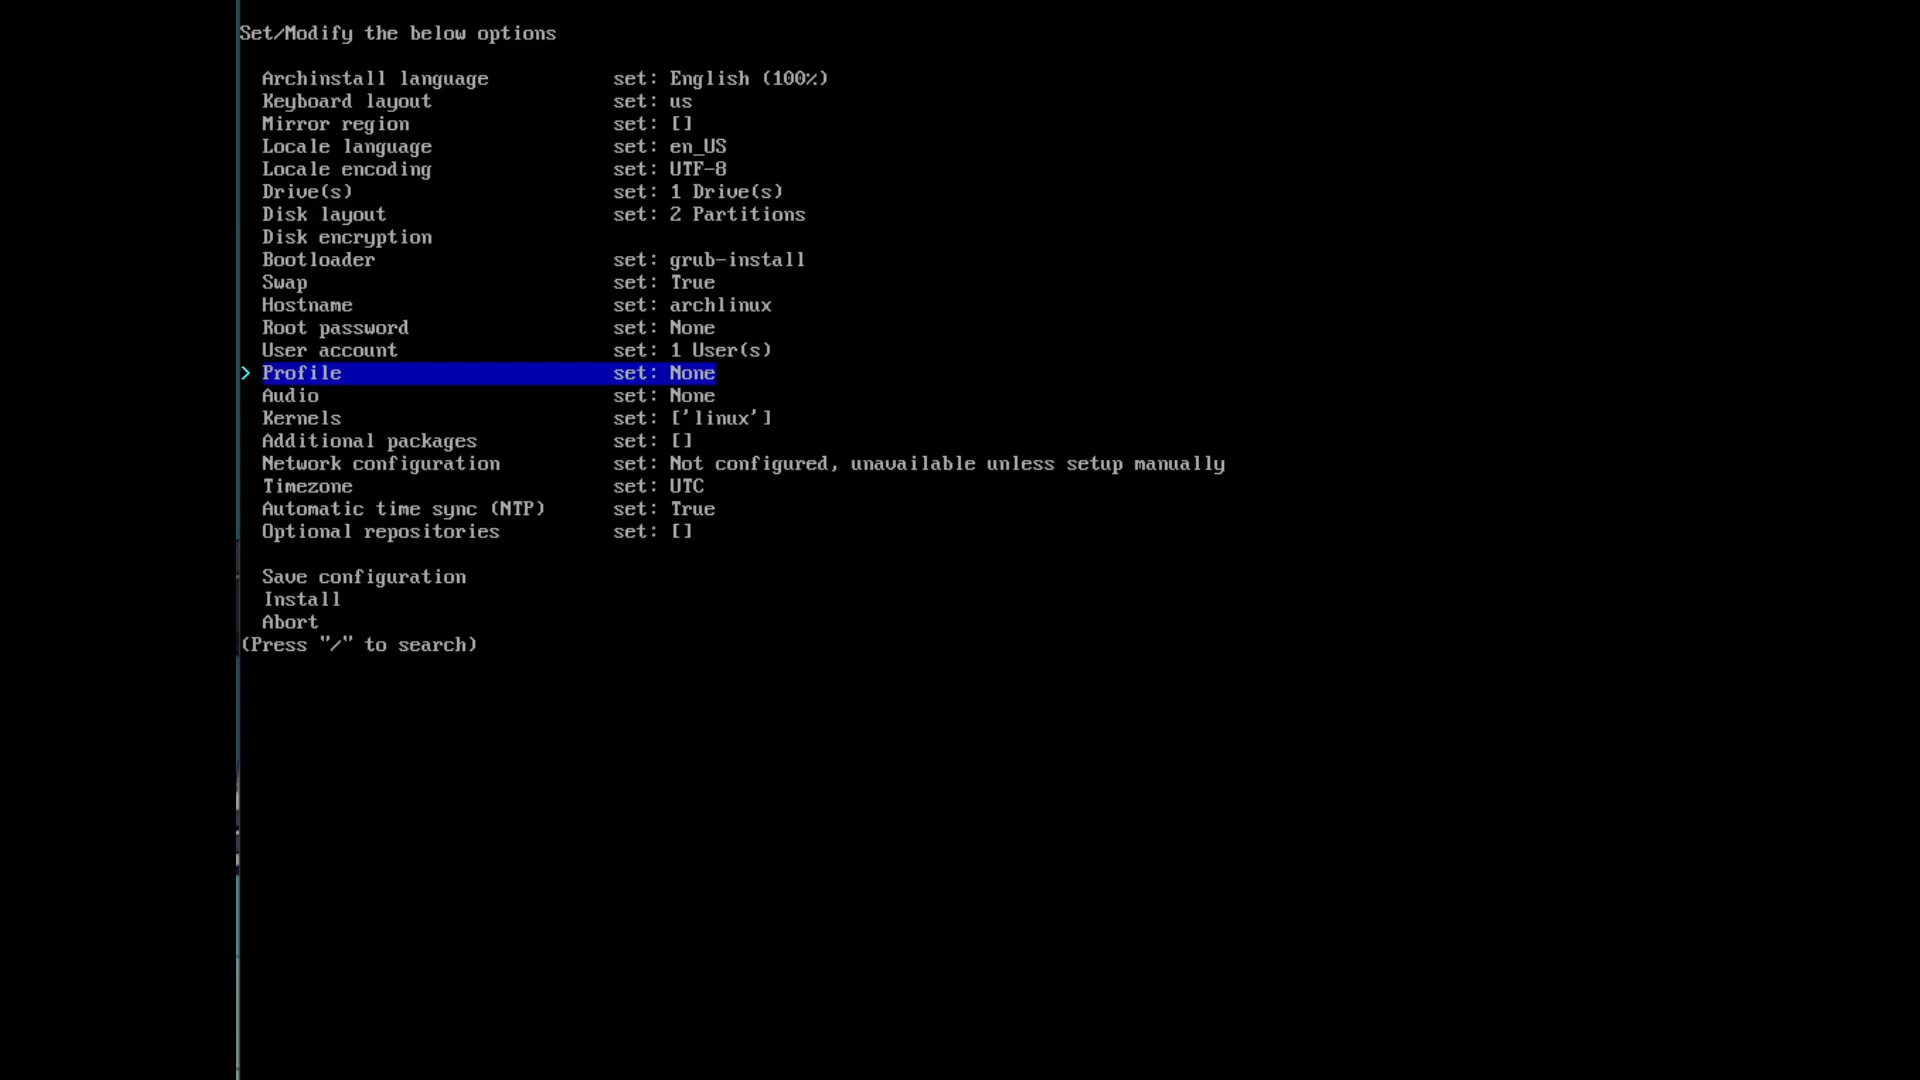 Set/Modify the below options
Archinstall language set: English (100%)
Keyboard layout set: us
Mirror region set: []
Locale language set: en_US
Locale encoding set: UTF-8
Drive(s) set: 1 Drive(s)
Disk layout set: 2 Partitions
Disk encryption
Bootloader set: grub-install
Swap set: True
Hostname set: archlinux
Root password set: None
User account set: 1 User(s)
> Profile set: None
Audio set: None
Kernels set: ['linux']
Additional packages set: []
Network configuration set: Not configured, unavailable unless setup manually
Timezone set: UTC
Automatic time sync (NTP) set: True
Optional repositories set: []
Save configuration
Install
Abort
(Press "/" to search)